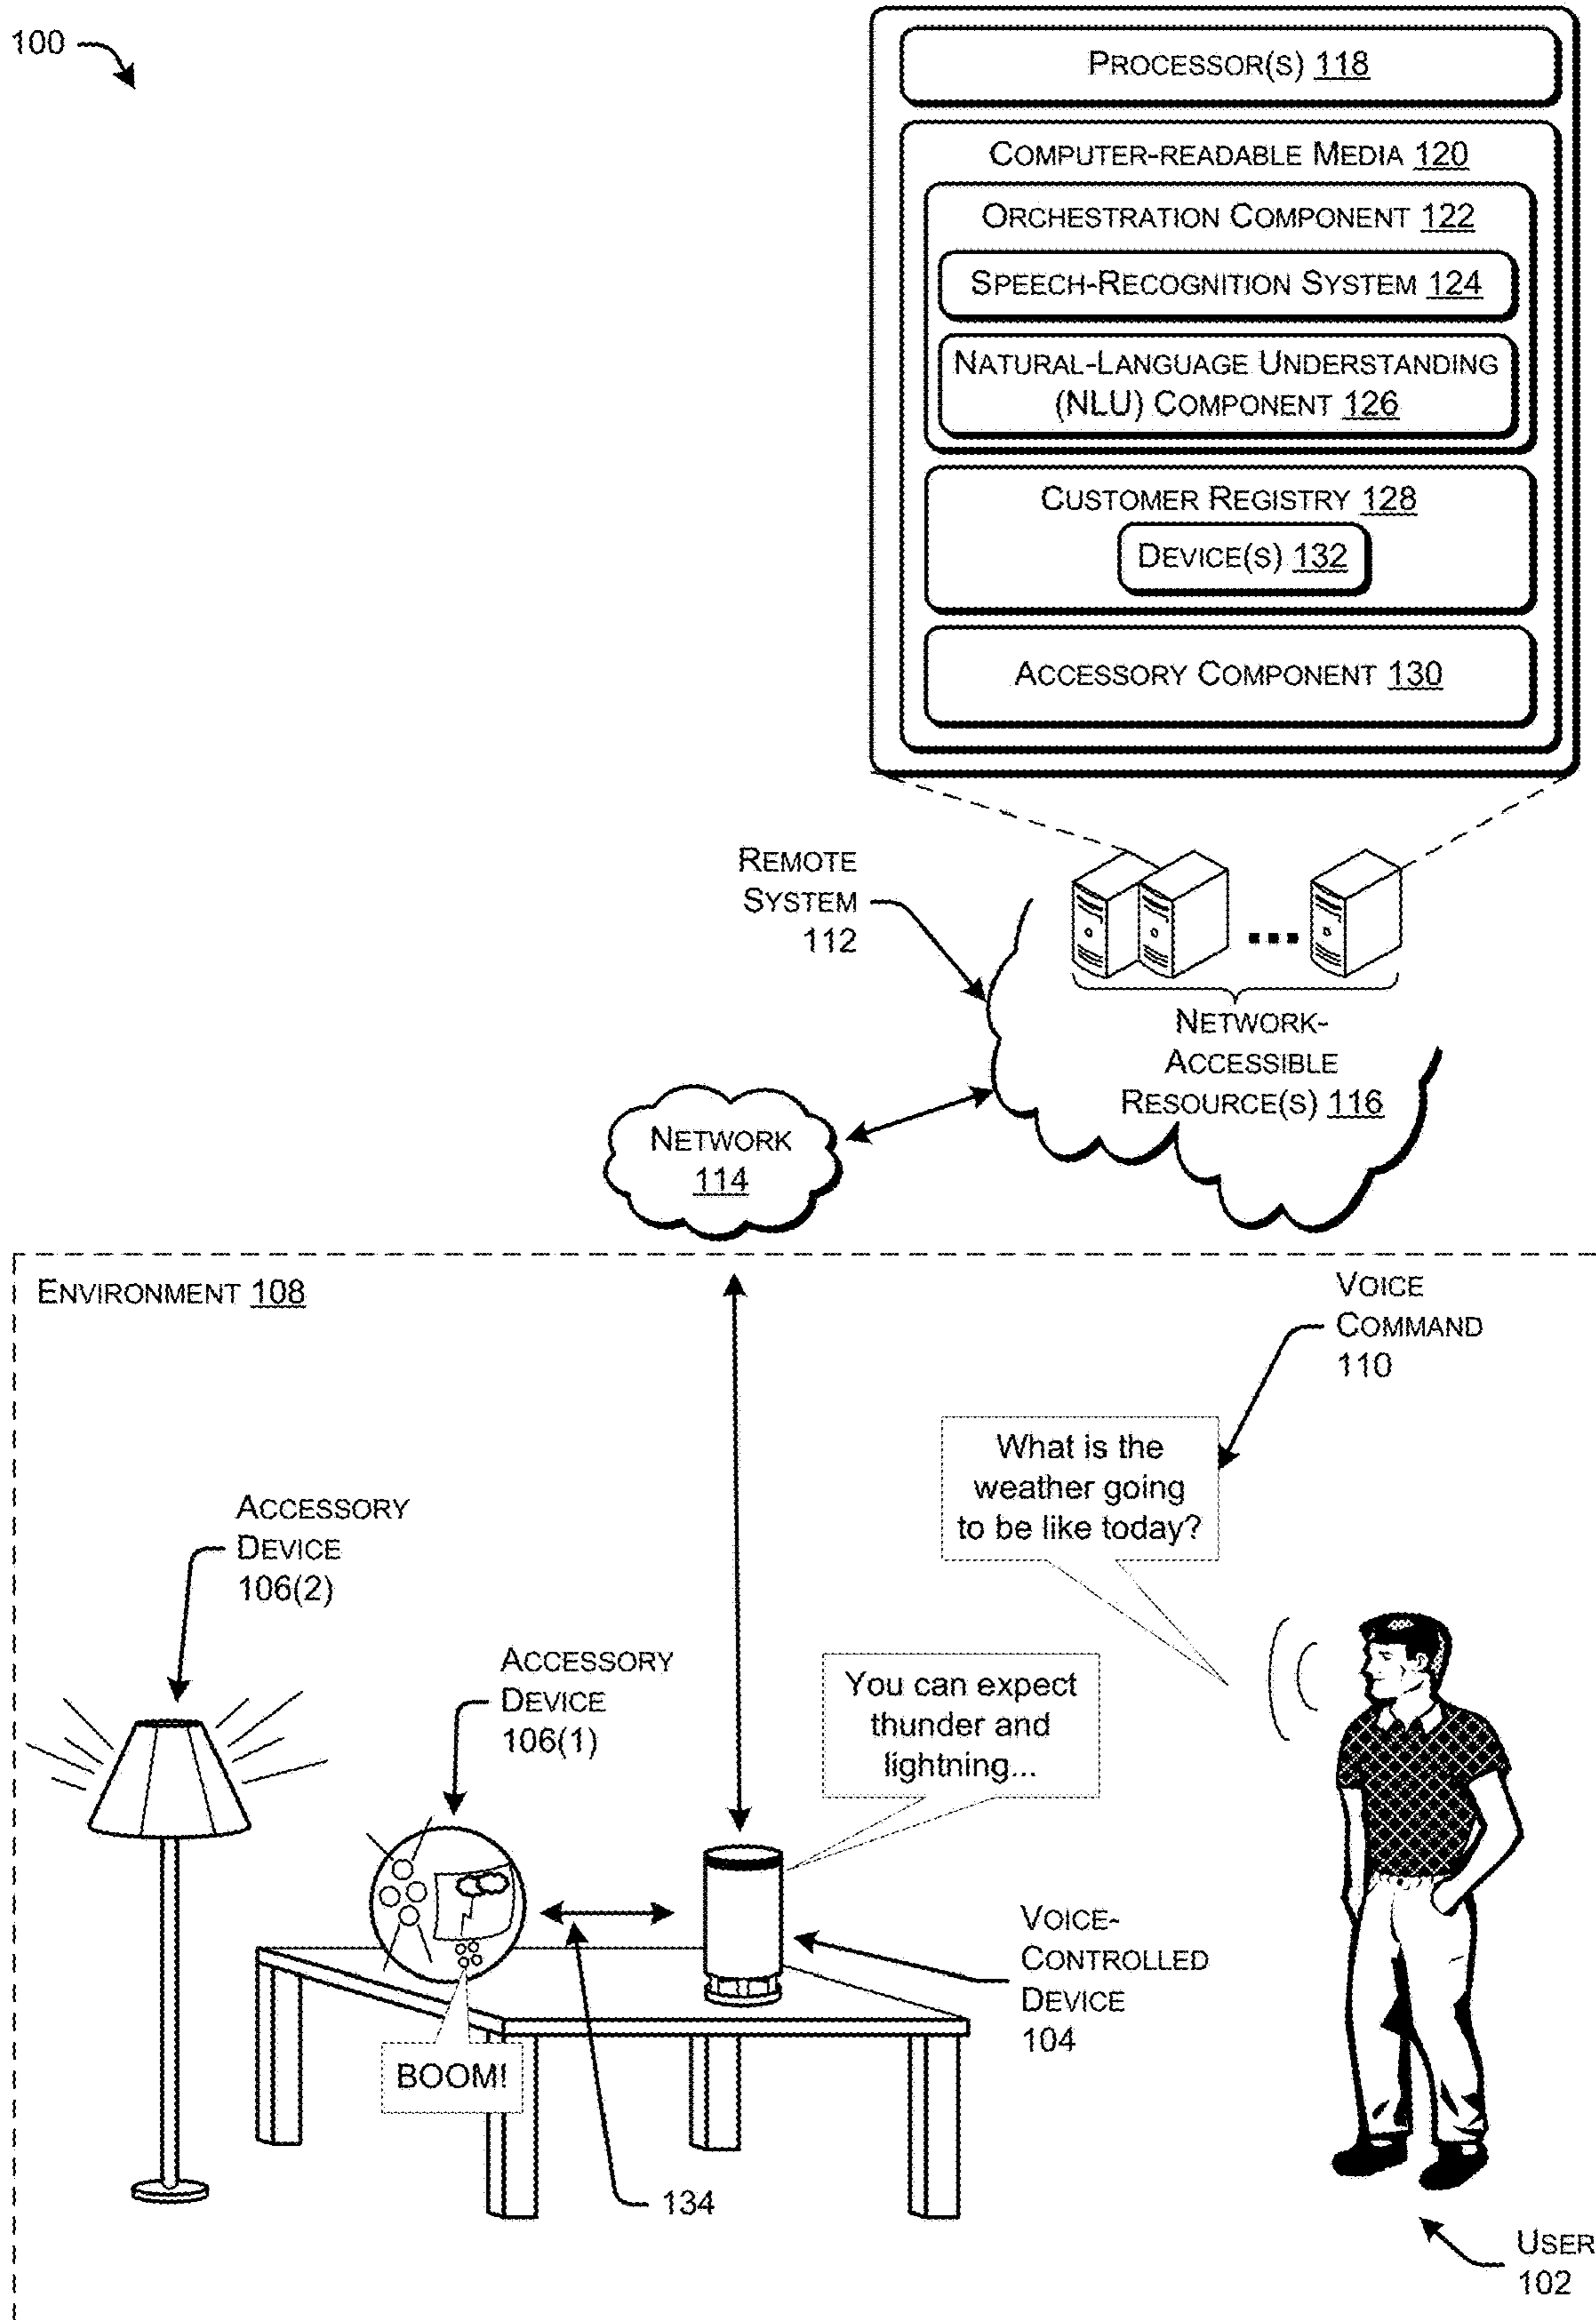 100
PROCESSOR(S) 118
COMPUTER-READABLE MEDIA 120
ORCHESTRATION COMPONENT 122
SPEECH-RECOGNITION SYSTEM 124
NATURAL-LANGUAGE UNDERSTANDING
(NLU) COMPONENT 126
CUSTOMER REGISTRY 128
DEVICE(S) 132
ACCESSORY COMPONENT 130
REMOTE
SYSTEM
112
NETWORK-
ACCESSIBLE
RESOURCE(S) 116
NETWORK
114
ENVIRONMENT 108
VOICE
COMMAND
110
What is the
weather going
to be like today?
ACCESSORY
DEVICE
106(2)
ACCESSORY
DEVICE
106(1)
You can expect
thunder and
lightning...
VOICE-
CONTROLLED
DEVICE
104
BOOM!
134
USER
102